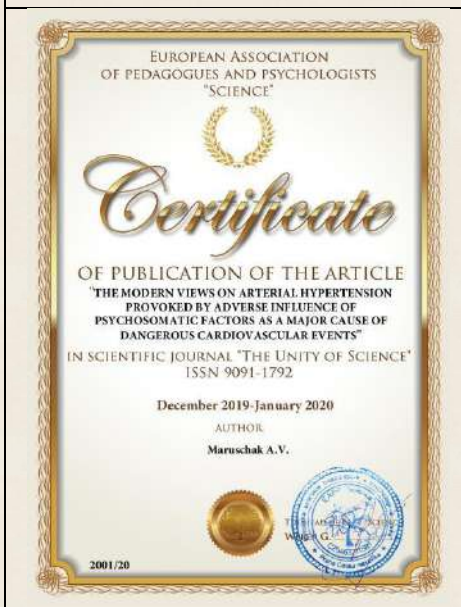 EUROPEAN ASSOCIATION
OF PEDAGOGUES AND PSYCHOLOGISTS
"SCIENCE"
Certificate
OF PUBLICATION OF THE ARTICLE
"THE MODERN VIEWS ON ARTERIAL HYPERTENSION
PROVOKED BY ADVERSE INFLUENCE OF
PSYCHOSOMATIC FACTORS AS A MAJOR CAUSE OF
DANGEROUS CARDIOVASCULAR EVENTS"
IN SCIENTIFIC JOURNAL "THE UNITY OF SCIENCE"
ISSN 9091-1792
December 2019-January 2020
AUTHOR
Maruschak A.V.
2001/20